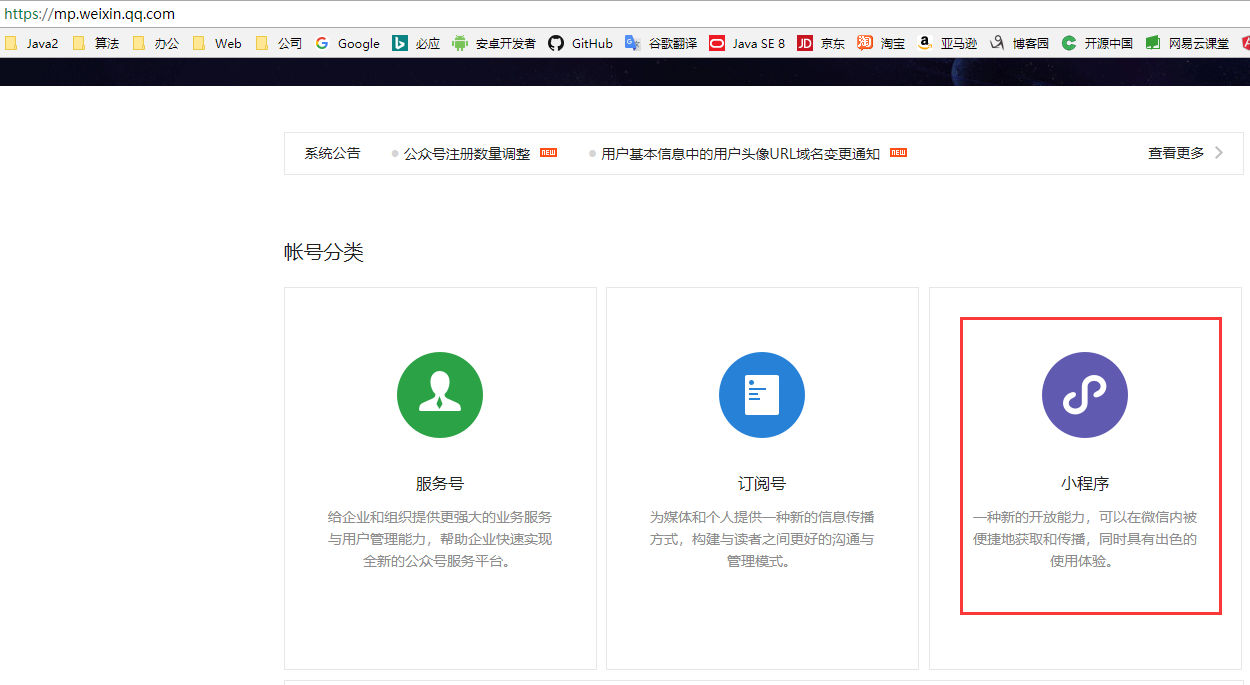 https://mp.weixin.qq.com
Java2 算法 办公 Web 公司 Google 必应 安卓开发者 GitHub 谷歌翻译 Java SE 8 京东 淘宝 亚马逊 博客园 开源中国 网易云课堂
系统公告 公众号注册数量调整 NEW 用户基本信息中的用户头像URL域名变更通知 NEW 查看更多
帐号分类
服务号
给企业和组织提供更强大的业务服务
与用户管理能力，帮助企业快速实现
全新的公众号服务平台。
订阅号
为媒体和个人提供一种新的信息传播
方式，构建与读者之间更好的沟通与
管理模式。
小程序
一种新的开放能力，可以在微信内被
便捷地获取和传播，同时具有出色的
使用体验。